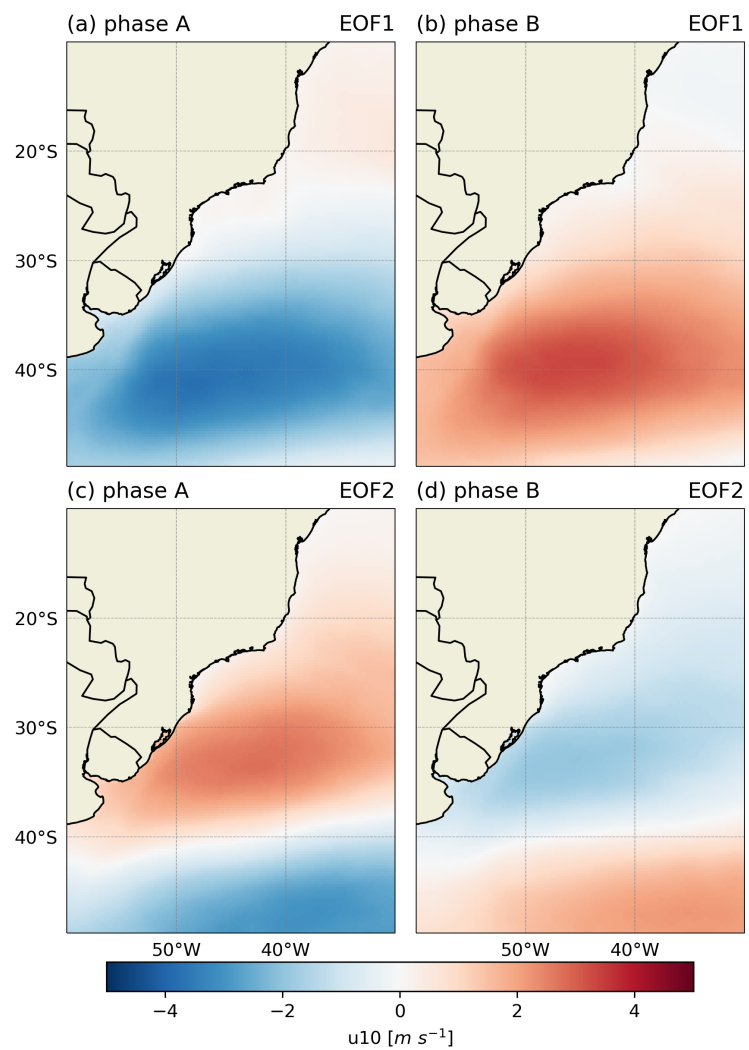 (a) phase A EOF1 (b) phase B EOF1
20°S
30°S
40°S
(c) phase A EOF2 (d) phase B EOF2
20°S
30°S
40°S
50°W 40°W 50°W 40°W
−4 −2 0 2 4
u10 [m s⁻¹]